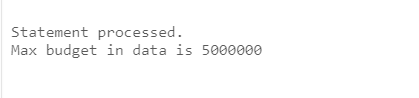 Statement processed.
Max budget in data is 5000000